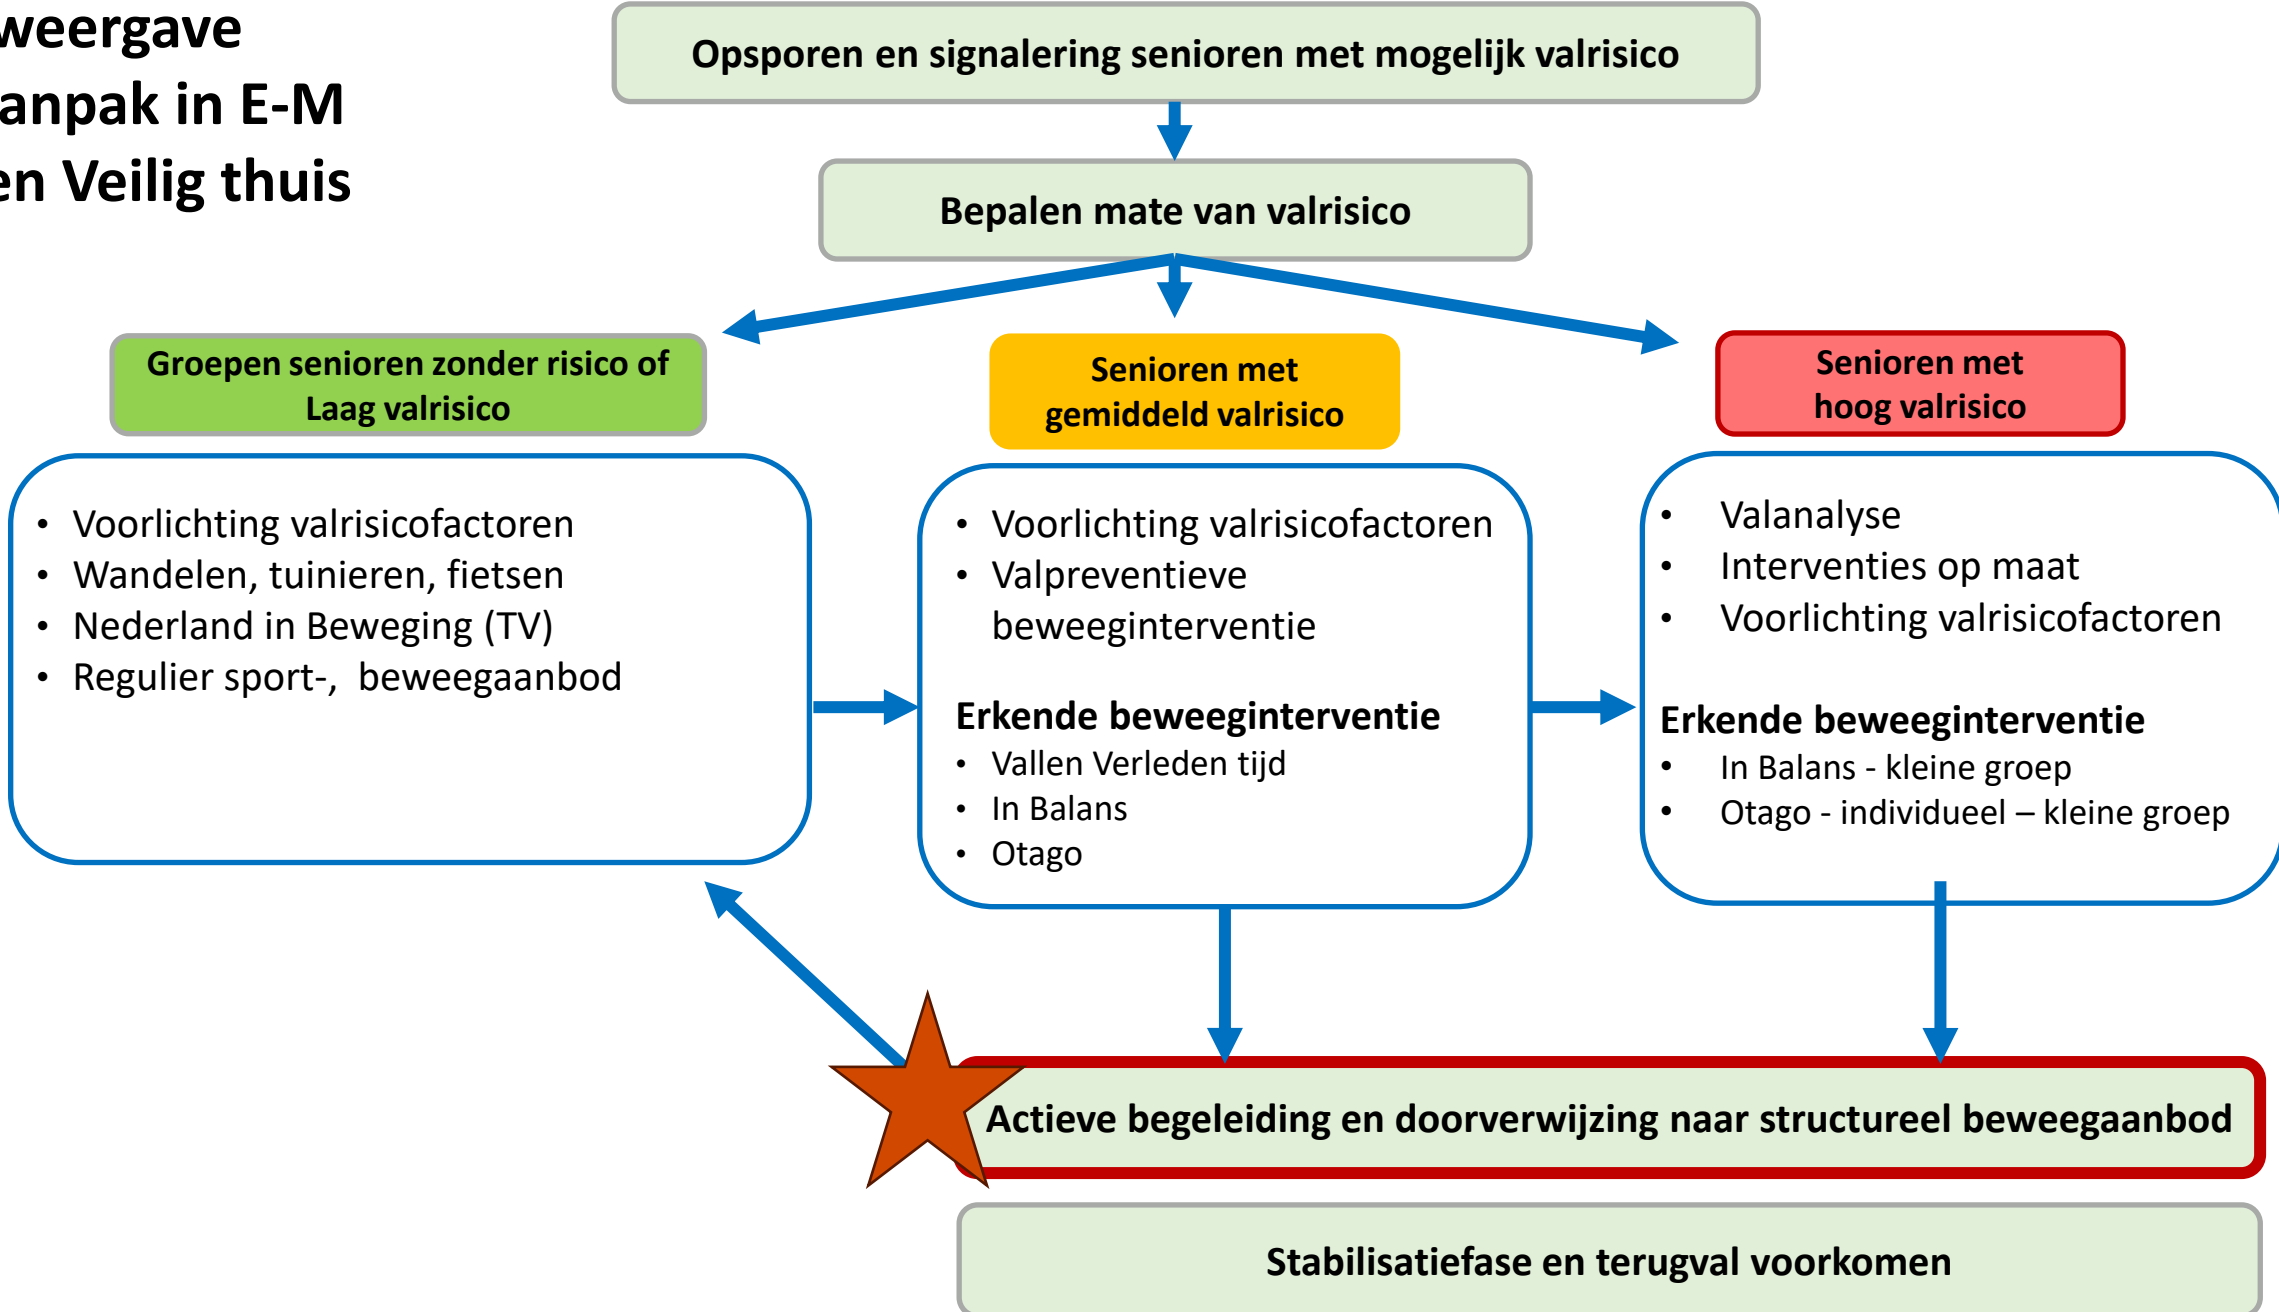 weergave
anpak in E-M
en Veilig thuis
Opsporen en signalering senioren met mogelijk valrisico
Bepalen mate van valrisico
Groepen senioren zonder risico of
Laag valrisico
• Voorlichting valrisicofactoren
• Wandelen, tuinieren, fietsen
• Nederland in Beweging (TV)
• Regulier sport-, beweegaanbod
Senioren met
gemiddeld valrisico
• Voorlichting valrisicofactoren
• Valpreventieve
beweeginterventie
Erkende beweeginterventie
• Vallen Verleden tijd
• In Balans
• Otago
Senioren met
hoog valrisico
• Valanalyse
• Interventies op maat
• Voorlichting valrisicofactoren
Erkende beweeginterventie
• In Balans - kleine groep
• Otago - individueel – kleine groep
Actieve begeleiding en doorverwijzing naar structureel beweegaanbod
Stabilisatiefase en terugval voorkomen